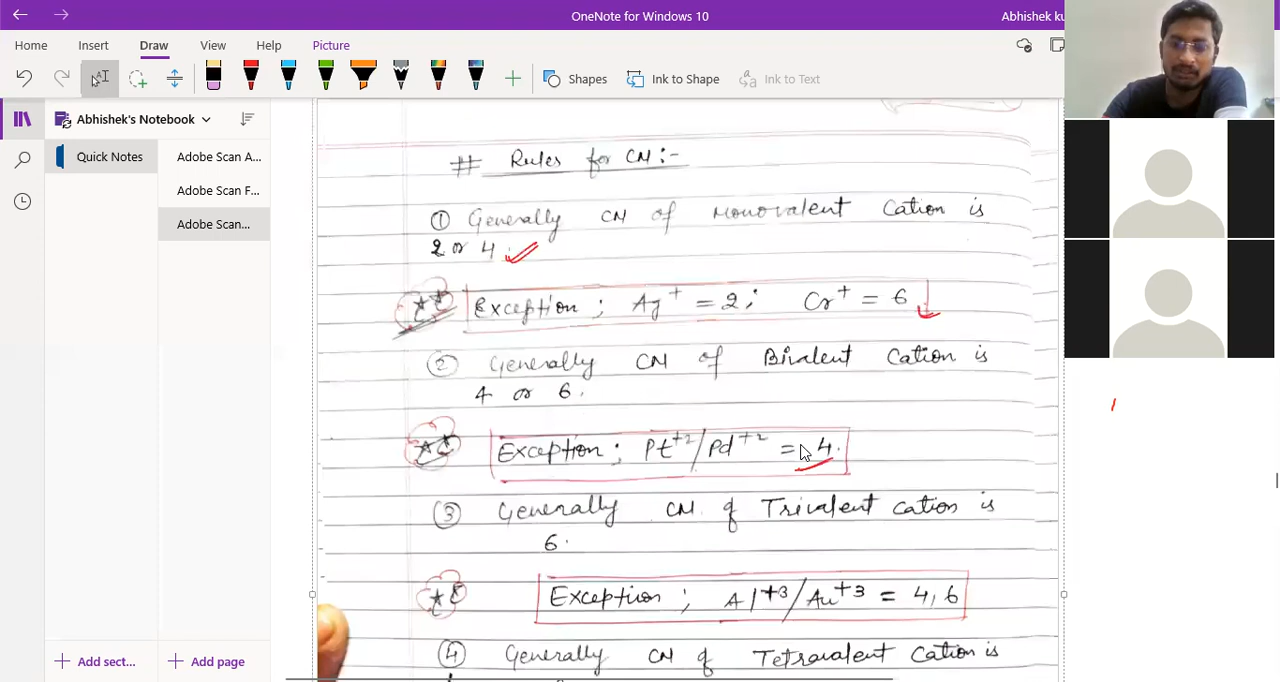 OneNote for Windows 10
Abhishek ku
Home Insert Draw View Help Picture
Shapes Ink to Shape Ink to Text
Abhishek's Notebook
Quick Notes
Adobe Scan A...
Adobe Scan F...
Adobe Scan...
# Rules for CN :-
① Generally CN of Monovalent Cation is
2 or 4.
Exception ; Ag+ = 2; Cr+ = 6
② Generally CN of Bivalent Cation is
4 or 6.
Exception ; Pt+2/Pd+2 = 4.
③ Generally CN of Trivalent Cation is
6.
Exception ; Al+3/Au+3 = 4, 6
④ Generally CN of Tetravalent Cation is
+ Add sect... + Add page